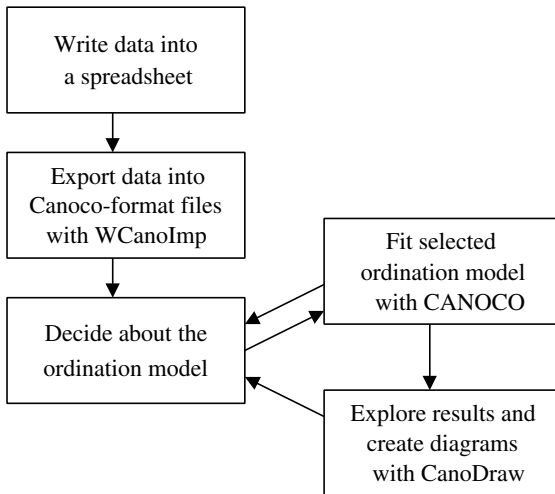 Write data into
a spreadsheet
Export data into
Canoco-format files
with WCanoImp
Decide about the
ordination model
Fit selected
ordination model
with CANOCO
Explore results and
create diagrams
with CanoDraw